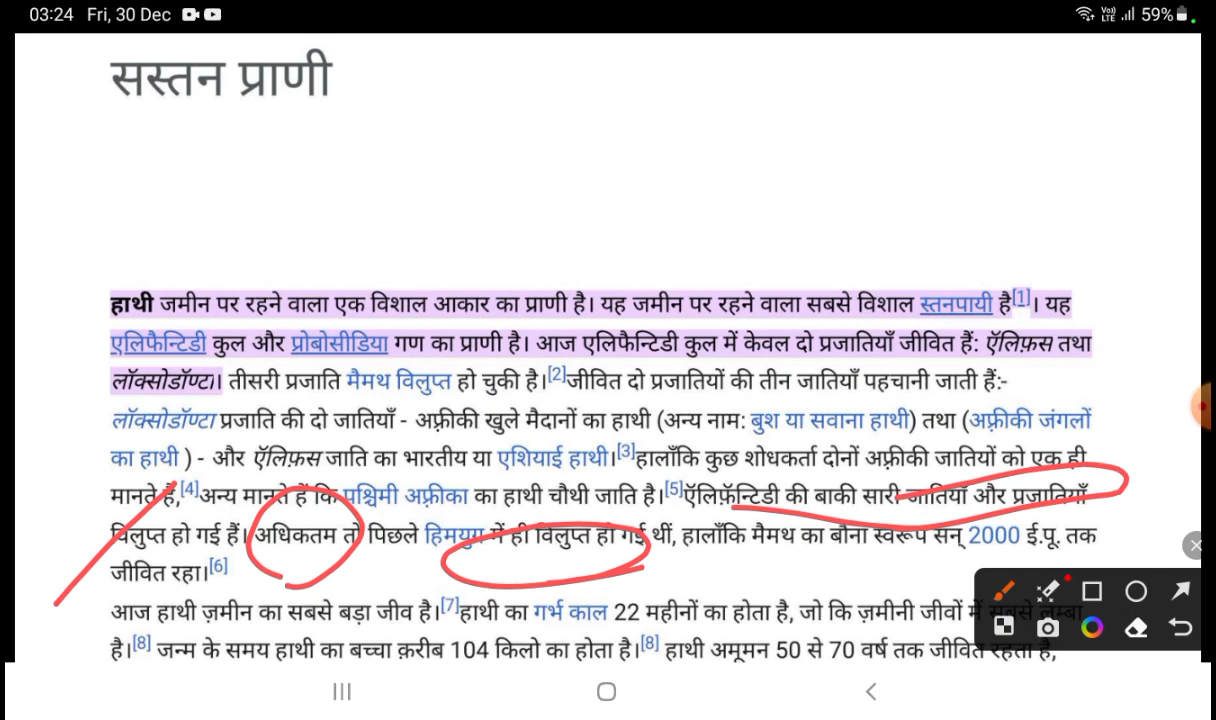 03:24 Fri, 30 Dec
Vo))
LTE
59%
सस्तन प्राणी
हाथी जमीन पर रहने वाला एक विशाल आकार का प्राणी है। यह जमीन पर रहने वाला सबसे विशाल स्तनपायी है[1]। यह
एलिफैन्टिडी कुल और प्रोबोसीडिया गण का प्राणी है। आज एलिफैन्टिडी कुल में केवल दो प्रजातियाँ जीवित हैं: ऍलिफ़स तथा
लॉक्सोडॉण्टा। तीसरी प्रजाति मैमथ विलुप्त हो चुकी है।[2]जीवित दो प्रजातियों की तीन जातियाँ पहचानी जाती हैं:-
लॉक्सोडॉण्टा प्रजाति की दो जातियाँ - अफ़्रीकी खुले मैदानों का हाथी (अन्य नाम: बुश या सवाना हाथी) तथा (अफ़्रीकी जंगलों
का हाथी ) - और ऍलिफ़स जाति का भारतीय या एशियाई हाथी।[3]हालाँकि कुछ शोधकर्ता दोनों अफ़्रीकी जातियों को एक ही
मानते हैं,[4]अन्य मानते हैं कि पश्चिमी अफ़्रीका का हाथी चौथी जाति है।[5]ऍलिफ़ॅन्टिडी की बाकी सारी जातियाँ और प्रजातियाँ
विलुप्त हो गई हैं। अधिकतम तो पिछले हिमयुग में ही विलुप्त हो गई थीं, हालाँकि मैमथ का बौना स्वरूप सन् 2000 ई.पू. तक
जीवित रहा।[6]
आज हाथी ज़मीन का सबसे बड़ा जीव है।[7]हाथी का गर्भ काल 22 महीनों का होता है, जो कि ज़मीनी जीवों में सबसे लम्बा
है।[8] जन्म के समय हाथी का बच्चा क़रीब 104 किलो का होता है।[8] हाथी अमूमन 50 से 70 वर्ष तक जीवित रहता है,